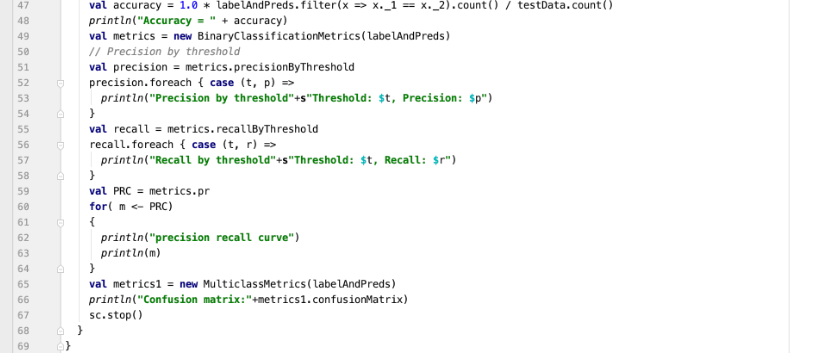 47 val accuracy = 1.0 * labelAndPreds.filter(x => x._1 == x._2).count() / testData.count()
48 println("Accuracy = " + accuracy)
49 val metrics = new BinaryClassificationMetrics(labelAndPreds)
50 // Precision by threshold
51 val precision = metrics.precisionByThreshold
52 precision.foreach { case (t, p) =>
53 println("Precision by threshold"+s"Threshold: $t, Precision: $p")
54 }
55 val recall = metrics.recallByThreshold
56 recall.foreach { case (t, r) =>
57 println("Recall by threshold"+s"Threshold: $t, Recall: $r")
58 }
59 val PRC = metrics.pr
60 for( m <- PRC)
61 {
62 println("precision recall curve")
63 println(m)
64 }
65 val metrics1 = new MulticlassMetrics(labelAndPreds)
66 println("Confusion matrix:"+metrics1.confusionMatrix)
67 sc.stop()
68 }
69 }